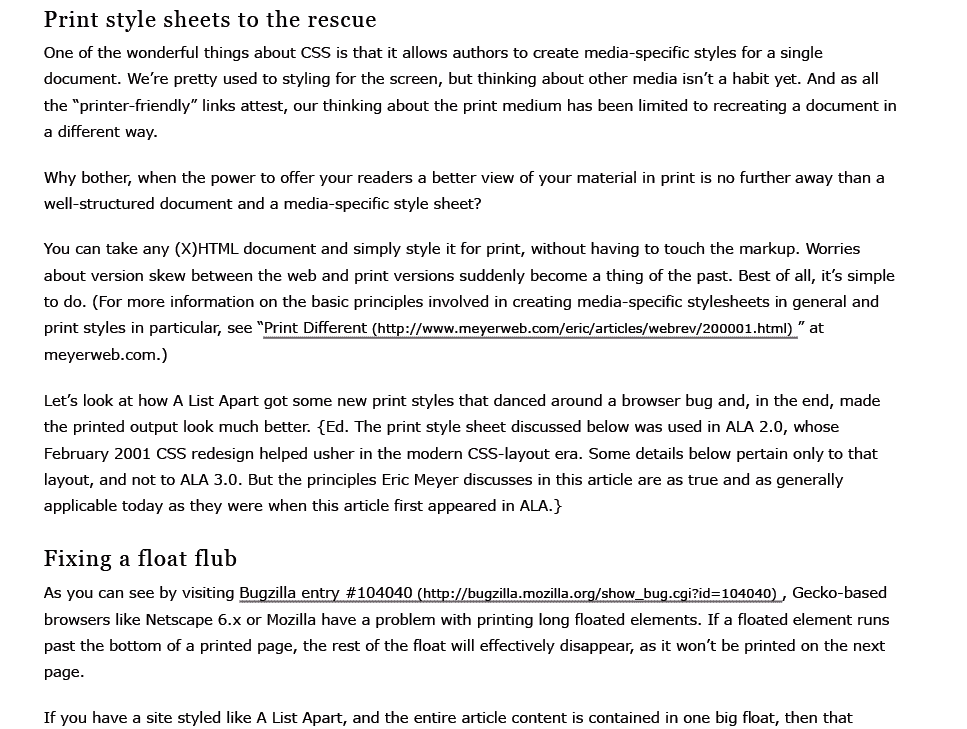 Print style sheets to the rescue
One of the wonderful things about CSS is that it allows authors to create media-specific styles for a single
document. We’re pretty used to styling for the screen, but thinking about other media isn’t a habit yet. And as all
the “printer-friendly” links attest, our thinking about the print medium has been limited to recreating a document in
a different way.
Why bother, when the power to offer your readers a better view of your material in print is no further away than a
well-structured document and a media-specific style sheet?
You can take any (X)HTML document and simply style it for print, without having to touch the markup. Worries
about version skew between the web and print versions suddenly become a thing of the past. Best of all, it’s simple
to do. (For more information on the basic principles involved in creating media-specific stylesheets in general and
print styles in particular, see “Print Different (http://www.meyerweb.com/eric/articles/webrev/200001.html) ” at
meyerweb.com.)
Let’s look at how A List Apart got some new print styles that danced around a browser bug and, in the end, made
the printed output look much better. {Ed. The print style sheet discussed below was used in ALA 2.0, whose
February 2001 CSS redesign helped usher in the modern CSS-layout era. Some details below pertain only to that
layout, and not to ALA 3.0. But the principles Eric Meyer discusses in this article are as true and as generally
applicable today as they were when this article first appeared in ALA.}
Fixing a float flub
As you can see by visiting Bugzilla entry #104040 (http://bugzilla.mozilla.org/show_bug.cgi?id=104040) , Gecko-based
browsers like Netscape 6.x or Mozilla have a problem with printing long floated elements. If a floated element runs
past the bottom of a printed page, the rest of the float will effectively disappear, as it won’t be printed on the next
page.
If you have a site styled like A List Apart, and the entire article content is contained in one big float, then that